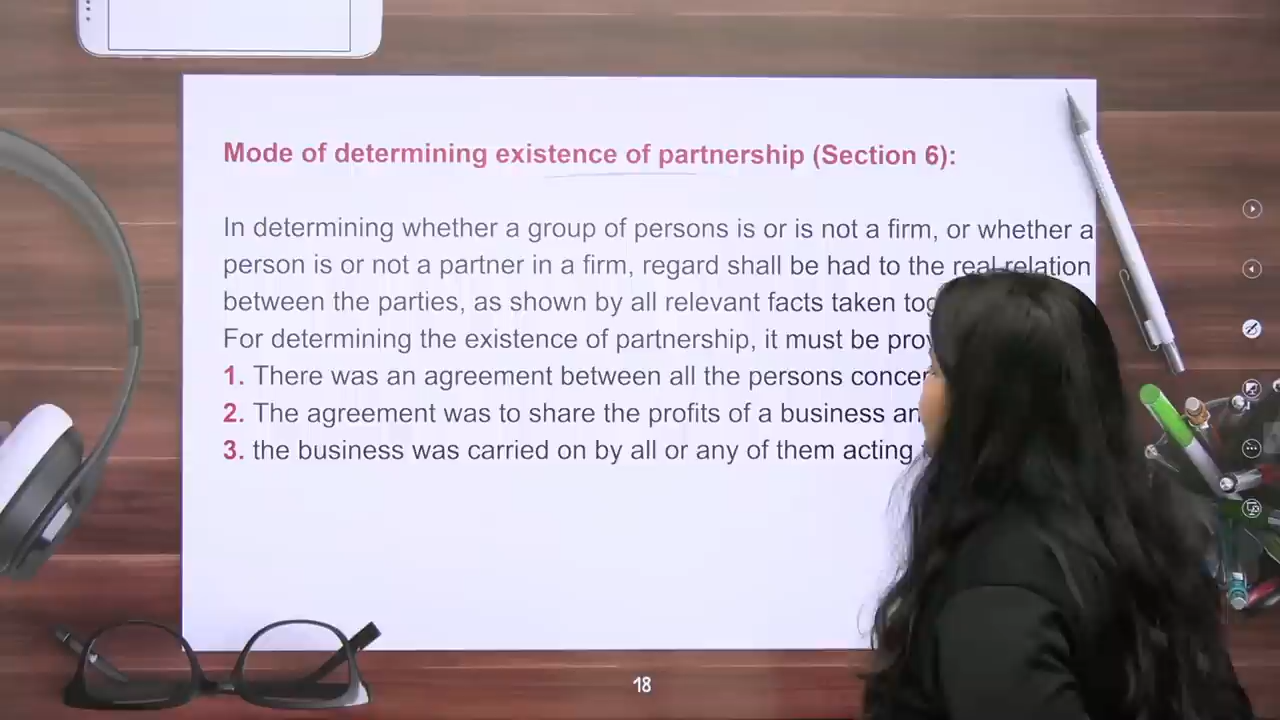 Mode of determining existence of partnership (Section 6):
In determining whether a group of persons is or is not a firm, or whether a
person is or not a partner in a firm, regard shall be had to the real relation
between the parties, as shown by all relevant facts taken
For determining the existence of partnership, it must be
1. There was an agreement between all the persons
2. The agreement was to share the profits of a business
3. the business was carried on by all or any of them acting
18